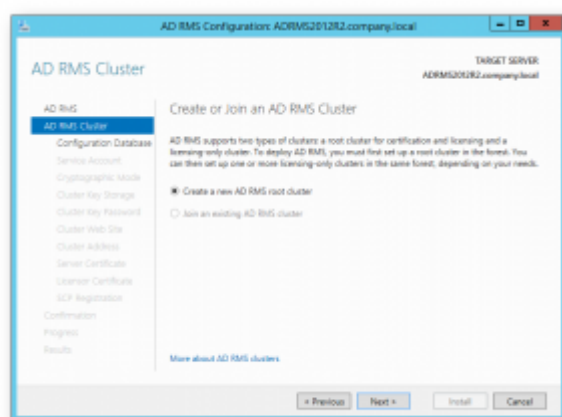 AD RMS Configuration: ADRMS2012R2.company.local
AD RMS Cluster
TARGET SERVER
ADRMS2012R2.company.local
AD RMS
AD RMS Cluster
Configuration Database
Service Account
Cryptographic Mode
Cluster Key Storage
Cluster Key Password
Cluster Web Site
Cluster Address
Server Certificate
Licensor Certificate
SCP Registration
Confirmation
Progress
Results
Create or Join an AD RMS Cluster
AD RMS supports two types of clusters: a root cluster for certification and licensing and a
licensing-only cluster. To deploy AD RMS, you must first set up a root cluster in the forest. You
can then set up one or more licensing-only clusters in the same forest, depending on your needs.
Create a new AD RMS root cluster
Join an existing AD RMS cluster
More about AD RMS clusters
< Previous
Next >
Install
Cancel